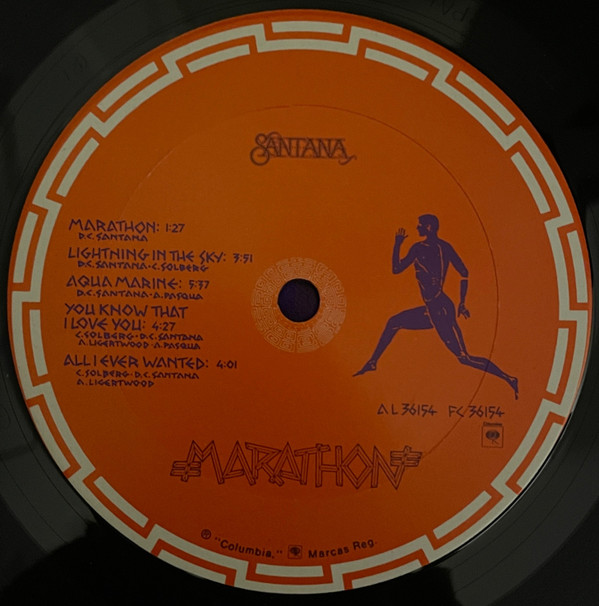 SANTANA
MARATHON: 1:27
D.C. SANTANA
LIGHTNING IN THE SKY: 3:51
D.C. SANTANA-C. SOLBERG
AQUA MARINE: 5:37
D.C. SANTANA-A. PASQUA
YOU KNOW THAT
I LOVE YOU: 4:27
C. SOLBERG-D.C. SANTANA
A. LIGERTWOOD-A. PASQUA
ALL I EVER WANTED: 4:01
C. SOLBERG-D.C. SANTANA
A. LIGERTWOOD
AL 36154 FC 36154
Columbia
MARATHON
℗ "Columbia," Marcas Reg.